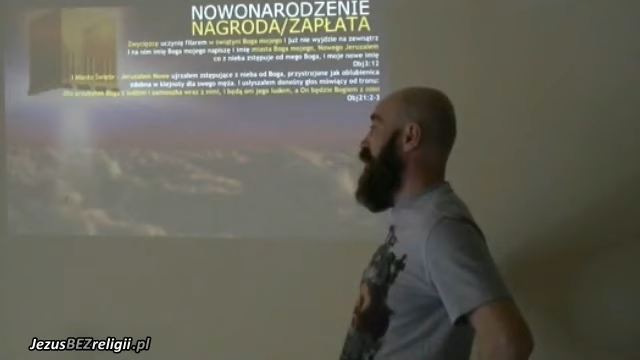 NOWONARODZENIE
NAGRODA/ZAPŁATA
Zwycięzcę uczynię filarem w świątyni Boga mojego i już nie wyjdzie na zewnątrz
i na nim imię Boga mojego napiszę i imię miasta Boga mojego, Nowego Jeruzalem
co z nieba zstępuje od mego Boga, i moje nowe imię
Obj3:12
I Miasto Święte - Jeruzalem Nowe ujrzałem zstępujące z nieba od Boga, przystrojone jak oblubienica
zdobna w klejnoty dla swego męża. I usłyszałem donośny głos mówiący od tronu:
Boga z ludźmi i zamieszka wraz z nimi, i będą oni jego ludem, a On będzie Bogiem z nimi
Obj21:2-3
JezusBEZreligii.pl